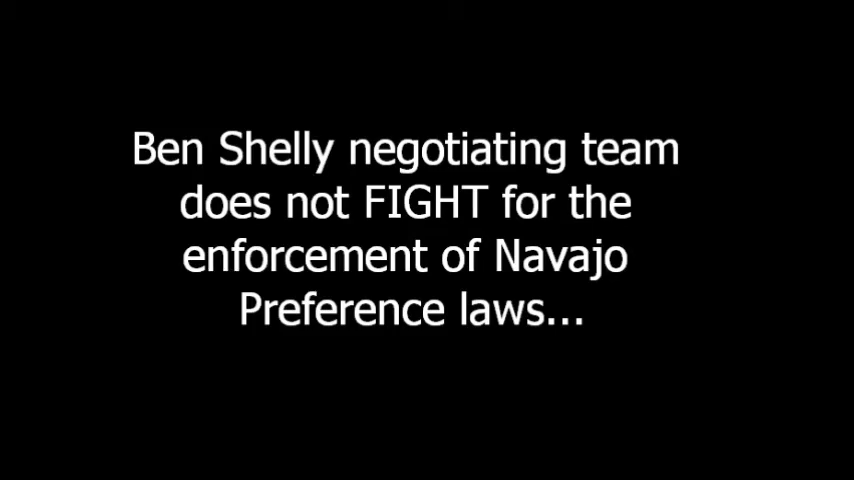 Ben Shelly negotiating team
does not FIGHT for the
enforcement of Navajo
Preference laws...